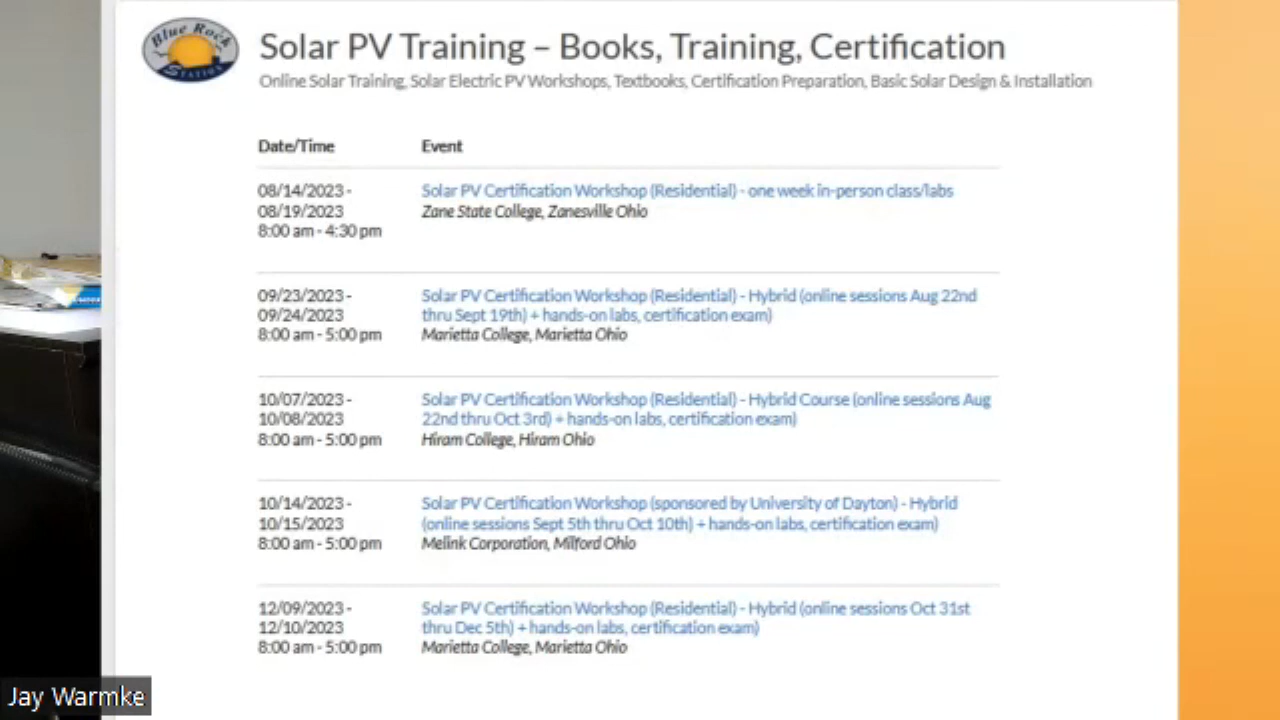 Blue Rock
STATION
Solar PV Training – Books, Training, Certification
Online Solar Training, Solar Electric PV Workshops, Textbooks, Certification Preparation, Basic Solar Design & Installation
Date/Time Event
08/14/2023 - Solar PV Certification Workshop (Residential) - one week in-person class/labs
08/19/2023 Zane State College, Zanesville Ohio
8:00 am - 4:30 pm
09/23/2023 - Solar PV Certification Workshop (Residential) - Hybrid (online sessions Aug 22nd
09/24/2023 thru Sept 19th) + hands-on labs, certification exam)
8:00 am - 5:00 pm Marietta College, Marietta Ohio
10/07/2023 - Solar PV Certification Workshop (Residential) - Hybrid Course (online sessions Aug
10/08/2023 22nd thru Oct 3rd) + hands-on labs, certification exam)
8:00 am - 5:00 pm Hiram College, Hiram Ohio
10/14/2023 - Solar PV Certification Workshop (sponsored by University of Dayton) - Hybrid
10/15/2023 (online sessions Sept 5th thru Oct 10th) + hands-on labs, certification exam)
8:00 am - 5:00 pm Melink Corporation, Milford Ohio
12/09/2023 - Solar PV Certification Workshop (Residential) - Hybrid (online sessions Oct 31st
12/10/2023 thru Dec 5th) + hands-on labs, certification exam)
8:00 am - 5:00 pm Marietta College, Marietta Ohio
Jay Warmke